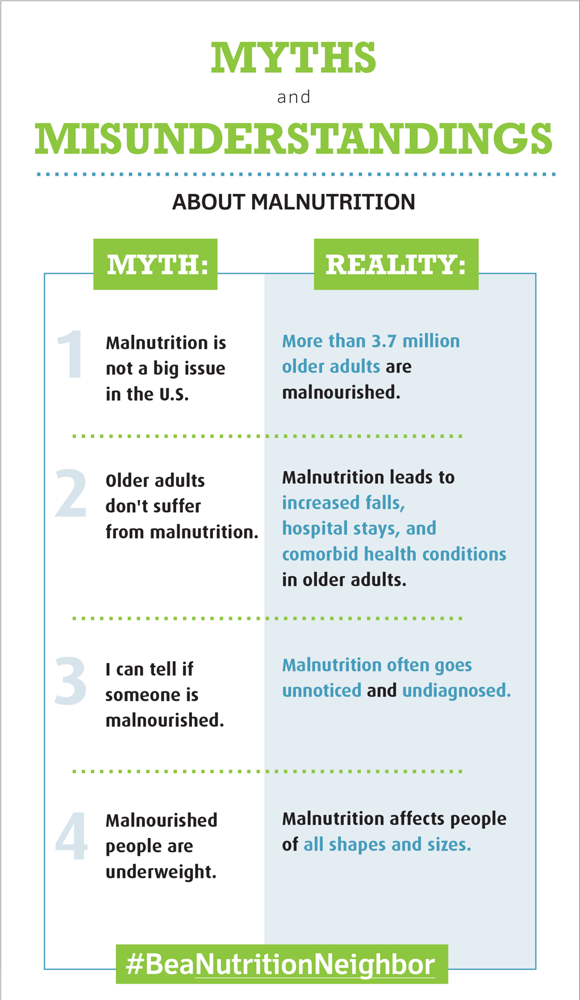 MYTHS
and
MISUNDERSTANDINGS
ABOUT MALNUTRITION
MYTH:
REALITY:
1
Malnutrition is
not a big issue
in the U.S.
More than 3.7 million
older adults are
malnourished.
2
Older adults
don't suffer
from malnutrition.
Malnutrition leads to
increased falls,
hospital stays, and
comorbid health conditions
in older adults.
3
I can tell if
someone is
malnourished.
Malnutrition often goes
unnoticed and undiagnosed.
4
Malnourished
people are
underweight.
Malnutrition affects people
of all shapes and sizes.
#BeaNutritionNeighbor